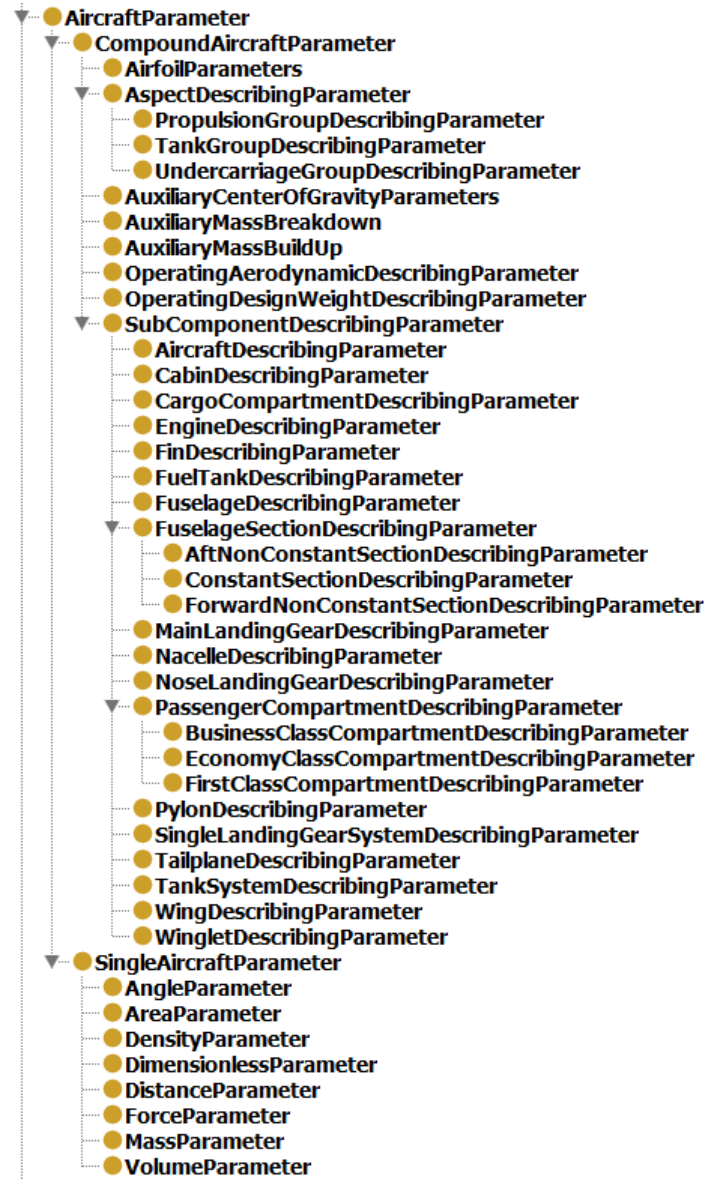 AircraftParameter
CompoundAircraftParameter
AirfoilParameters
AspectDescribingParameter
PropulsionGroupDescribingParameter
TankGroupDescribingParameter
UndercarriageGroupDescribingParameter
AuxiliaryCenterOfGravityParameters
AuxiliaryMassBreakdown
AuxiliaryMassBuildUp
OperatingAerodynamicDescribingParameter
OperatingDesignWeightDescribingParameter
SubComponentDescribingParameter
AircraftDescribingParameter
CabinDescribingParameter
CargoCompartmentDescribingParameter
EngineDescribingParameter
FinDescribingParameter
FuelTankDescribingParameter
FuselageDescribingParameter
FuselageSectionDescribingParameter
AftNonConstantSectionDescribingParameter
ConstantSectionDescribingParameter
ForwardNonConstantSectionDescribingParameter
MainLandingGearDescribingParameter
NacelleDescribingParameter
NoseLandingGearDescribingParameter
PassengerCompartmentDescribingParameter
BusinessClassCompartmentDescribingParameter
EconomyClassCompartmentDescribingParameter
FirstClassCompartmentDescribingParameter
PylonDescribingParameter
SingleLandingGearSystemDescribingParameter
TailplaneDescribingParameter
TankSystemDescribingParameter
WingDescribingParameter
WingletDescribingParameter
SingleAircraftParameter
AngleParameter
AreaParameter
DensityParameter
DimensionlessParameter
DistanceParameter
ForceParameter
MassParameter
VolumeParameter